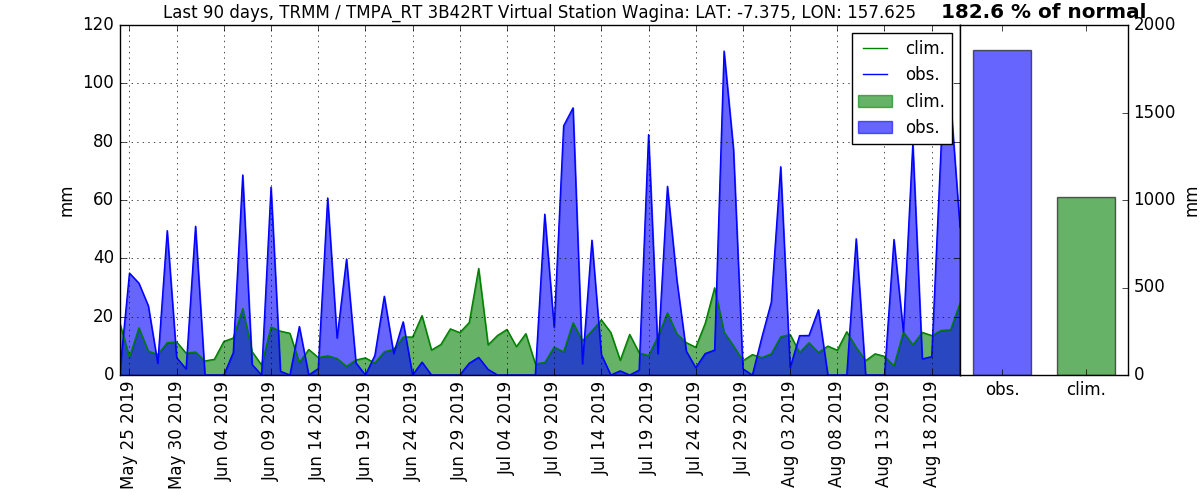 Last 90 days, TRMM / TMPA_RT 3B42RT Virtual Station Wagina: LAT: -7.375, LON: 157.625
182.6 % of normal
120
100
80
60
40
20
0
mm
clim.
obs.
clim.
obs.
2000
1500
1000
500
0
mm
May 25 2019
May 30 2019
Jun 04 2019
Jun 09 2019
Jun 14 2019
Jun 19 2019
Jun 24 2019
Jun 29 2019
Jul 04 2019
Jul 09 2019
Jul 14 2019
Jul 19 2019
Jul 24 2019
Jul 29 2019
Aug 03 2019
Aug 08 2019
Aug 13 2019
Aug 18 2019
obs.
clim.